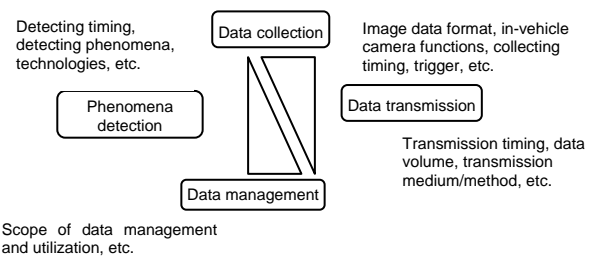 Detecting timing,
detecting phenomena,
technologies, etc.
Data collection
Image data format, in-vehicle
camera functions, collecting
timing, trigger, etc.
Phenomena
detection
Data transmission
Transmission timing, data
volume, transmission
medium/method, etc.
Data management
Scope of data management
and utilization, etc.